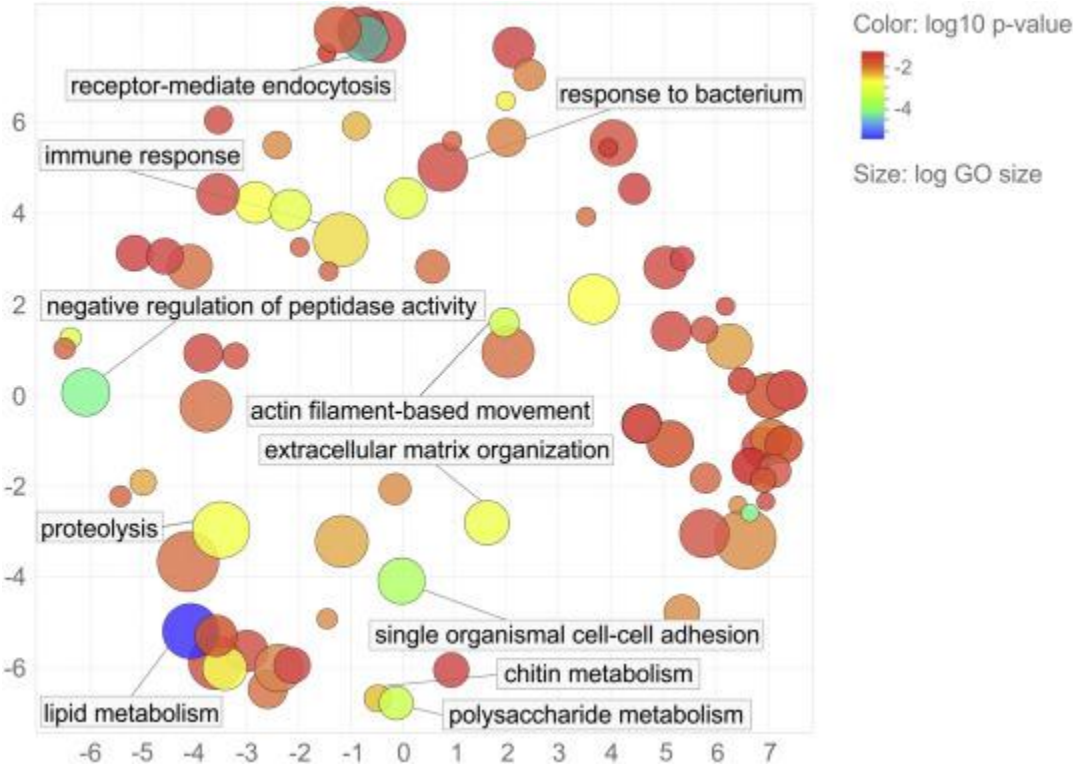 Color: log10 p-value
-2
-4
Size: log GO size
receptor-mediate endocytosis
response to bacterium
immune response
negative regulation of peptidase activity
actin filament-based movement
extracellular matrix organization
proteolysis
single organismal cell-cell adhesion
chitin metabolism
lipid metabolism
polysaccharide metabolism
6
4
2
0
-2
-4
-6
-6 -5 -4 -3 -2 -1 0 1 2 3 4 5 6 7